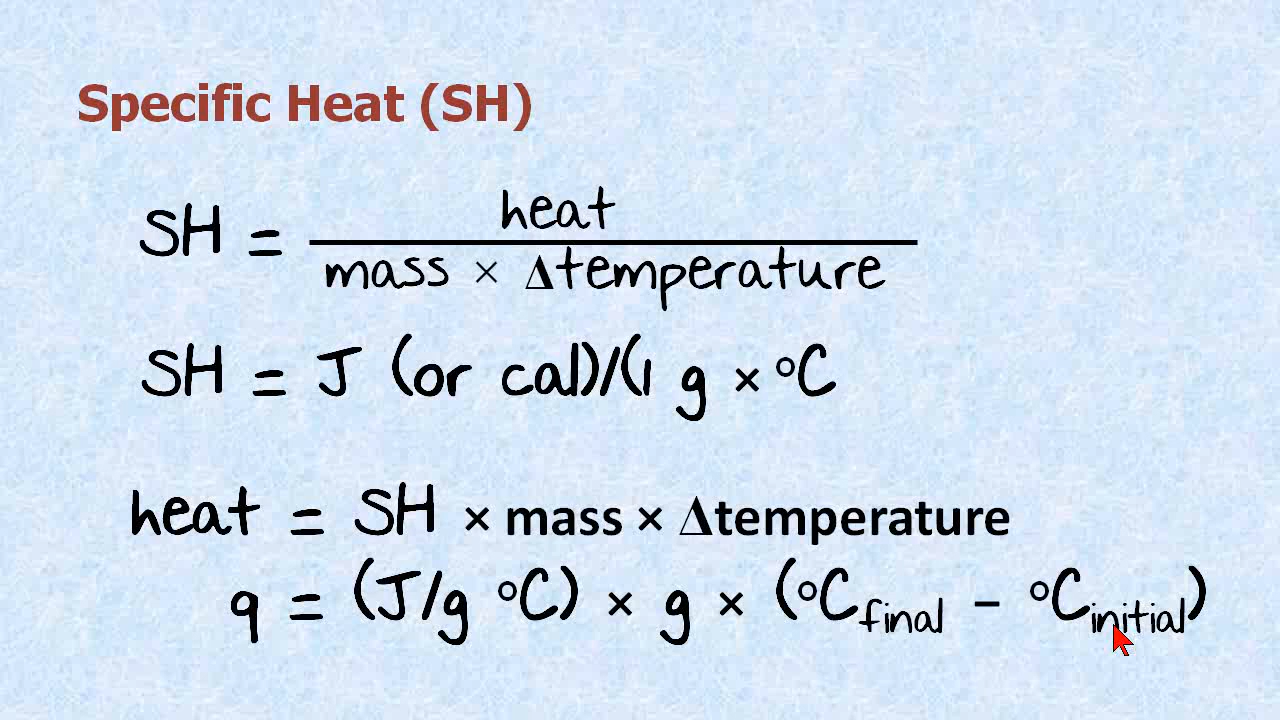 Specific Heat (SH)
SH = heat
mass × Δtemperature
SH = J (or cal)/(1 g × °C
heat = SH × mass × Δtemperature
q = (J/g °C) × g × (°Cfinal − °Cinitial)